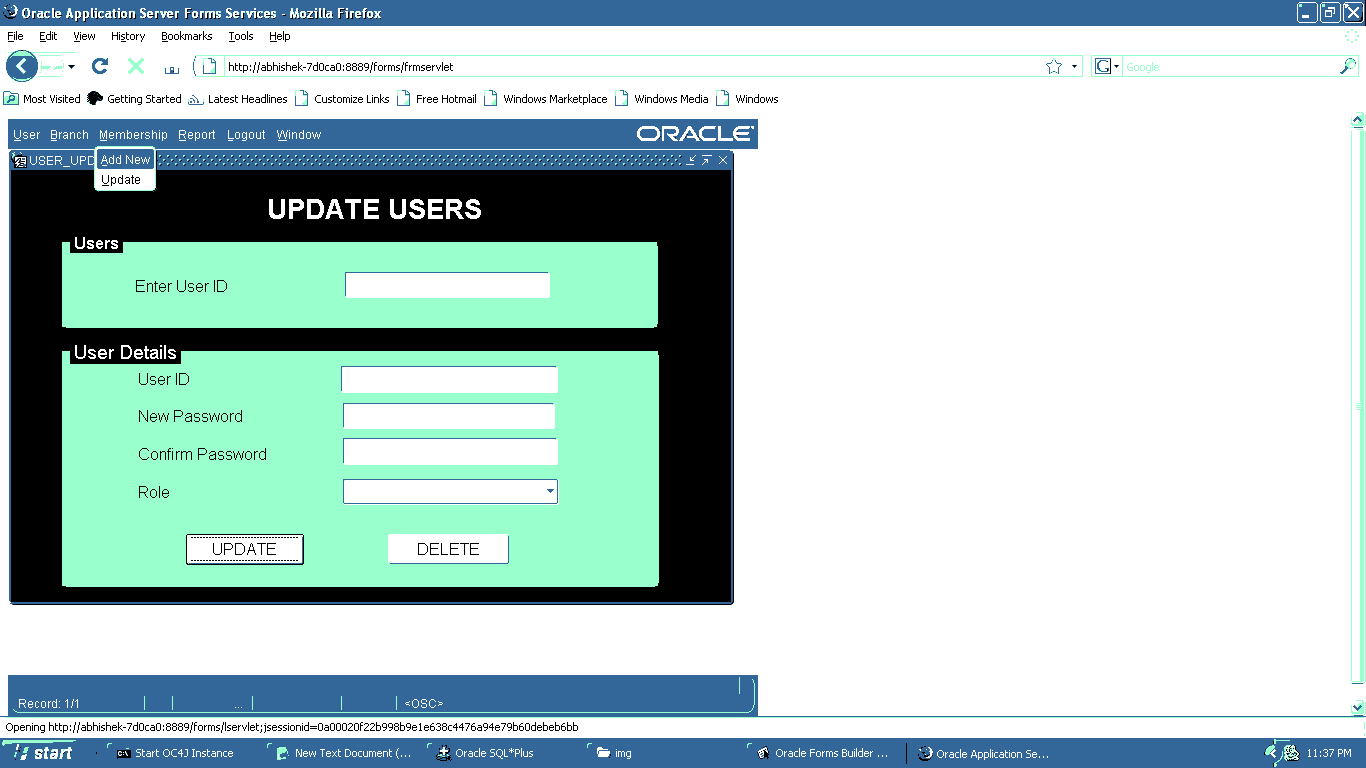 Oracle Application Server Forms Services - Mozilla Firefox
File Edit View History Bookmarks Tools Help
http://abhishek-7d0ca0:8889/forms/frmservlet
G Google
Most Visited Getting Started Latest Headlines Customize Links Free Hotmail Windows Marketplace Windows Media Windows
User Branch Membership Report Logout Window ORACLE
USER_UPD
Add New
Update
UPDATE USERS
Users
Enter User ID
User Details
User ID
New Password
Confirm Password
Role
UPDATE DELETE
Record: 1/1 ... <OSC>
Opening http://abhishek-7d0ca0:8889/forms/lservlet;jsessionid=0a00020f22b998b9e1e638c4476a94e79b60debeb6bb
start Start OC4J Instance New Text Document (... Oracle SQL*Plus img Oracle Forms Builder ... Oracle Application Se... 11:37 PM